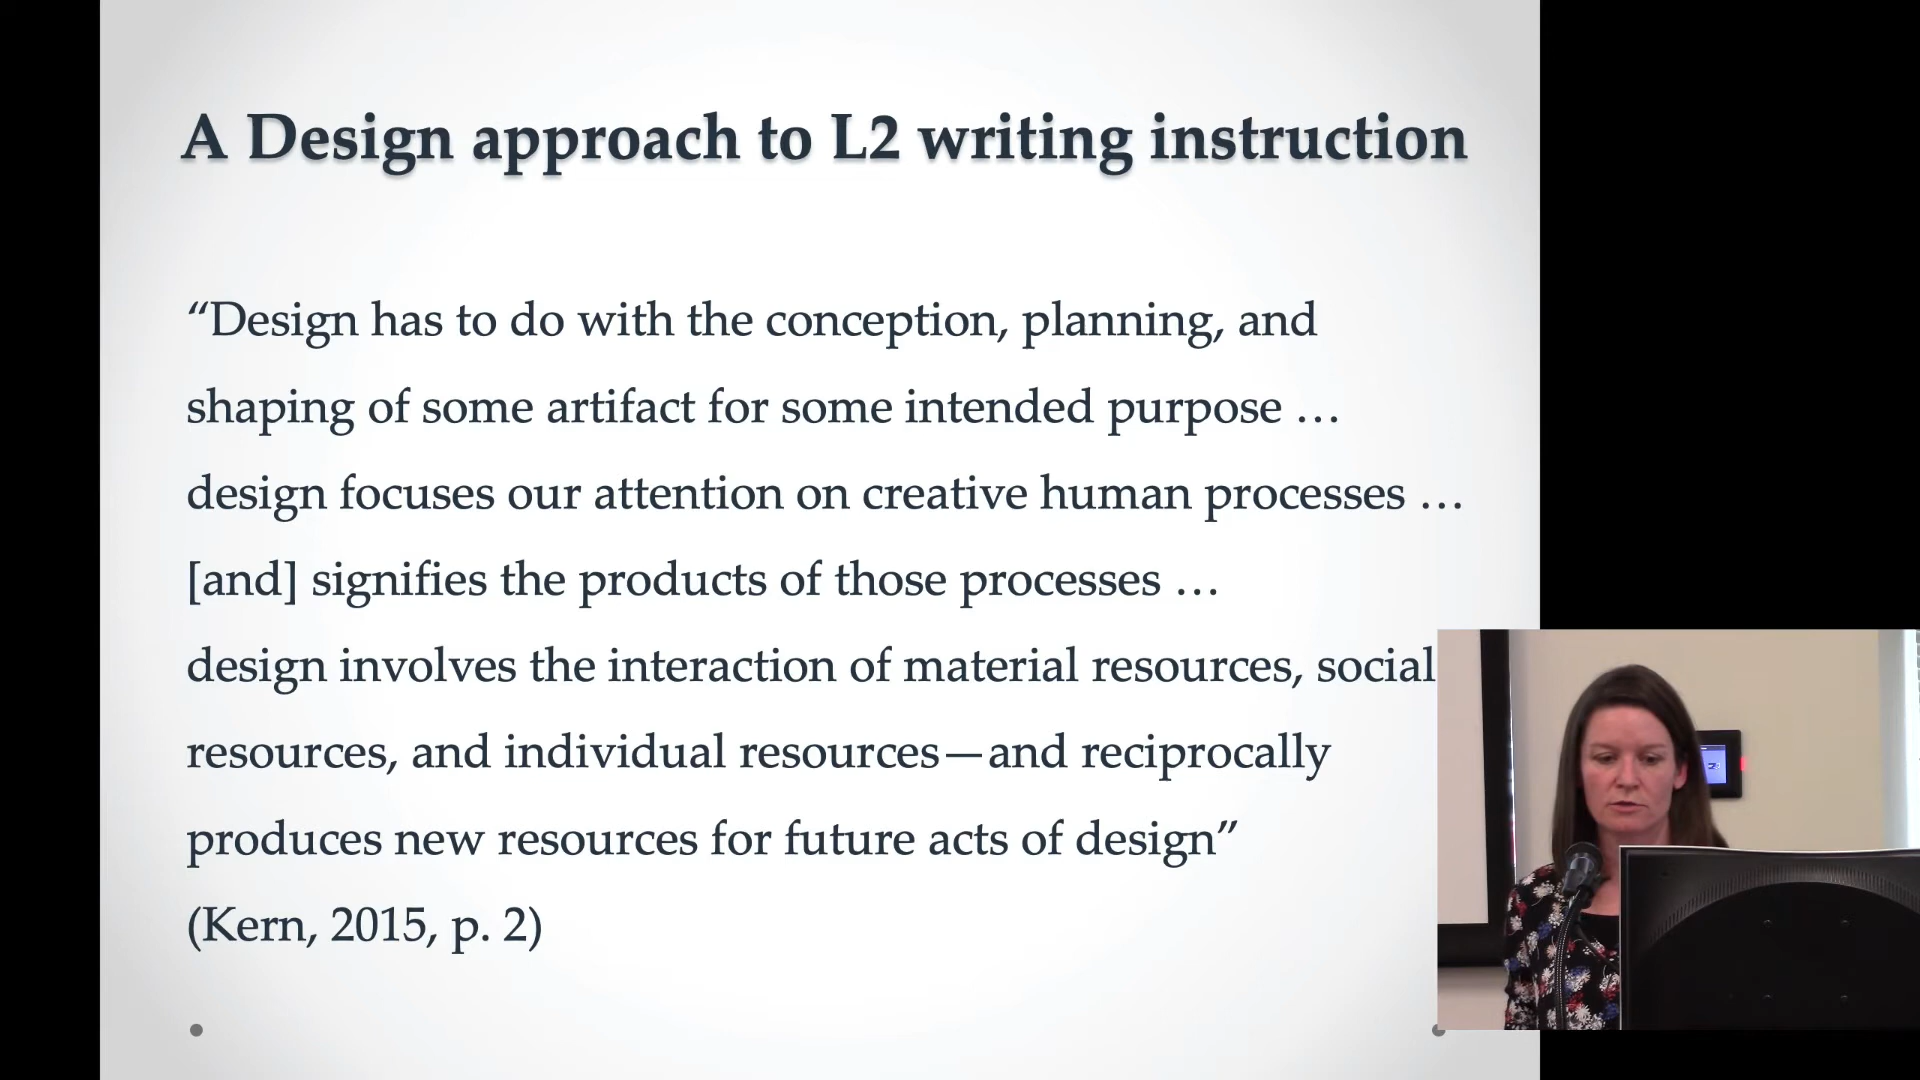 A Design approach to L2 writing instruction
“Design has to do with the conception, planning, and
shaping of some artifact for some intended purpose …
design focuses our attention on creative human processes …
[and] signifies the products of those processes …
design involves the interaction of material resources, social
resources, and individual resources—and reciprocally
produces new resources for future acts of design”
(Kern, 2015, p. 2)